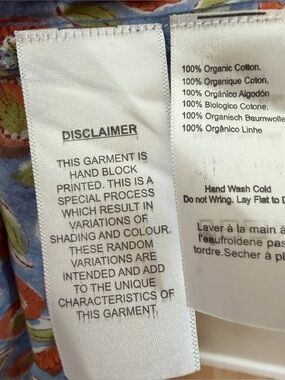 DISCLAIMER
THIS GARMENT IS
HAND BLOCK
PRINTED. THIS IS A
SPECIAL PROCESS
WHICH RESULT IN
VARIATIONS OF
SHADING AND COLOUR.
THESE RANDOM
VARIATIONS ARE
INTENDED AND ADD
TO THE UNIQUE
CHARACTERISTICS OF
THIS GARMENT.
100% Organic Cotton.
100% Organique Coton.
100% Orgánico Algodón
100% Biologico Cotone.
100% Organisch Baumwolle
100% Orgânico Linhe
Hand Wash Cold
Do not Wring. Lay Flat to D
Laver à la main à
l'eaufroidene pas
tordre.Secher à pl